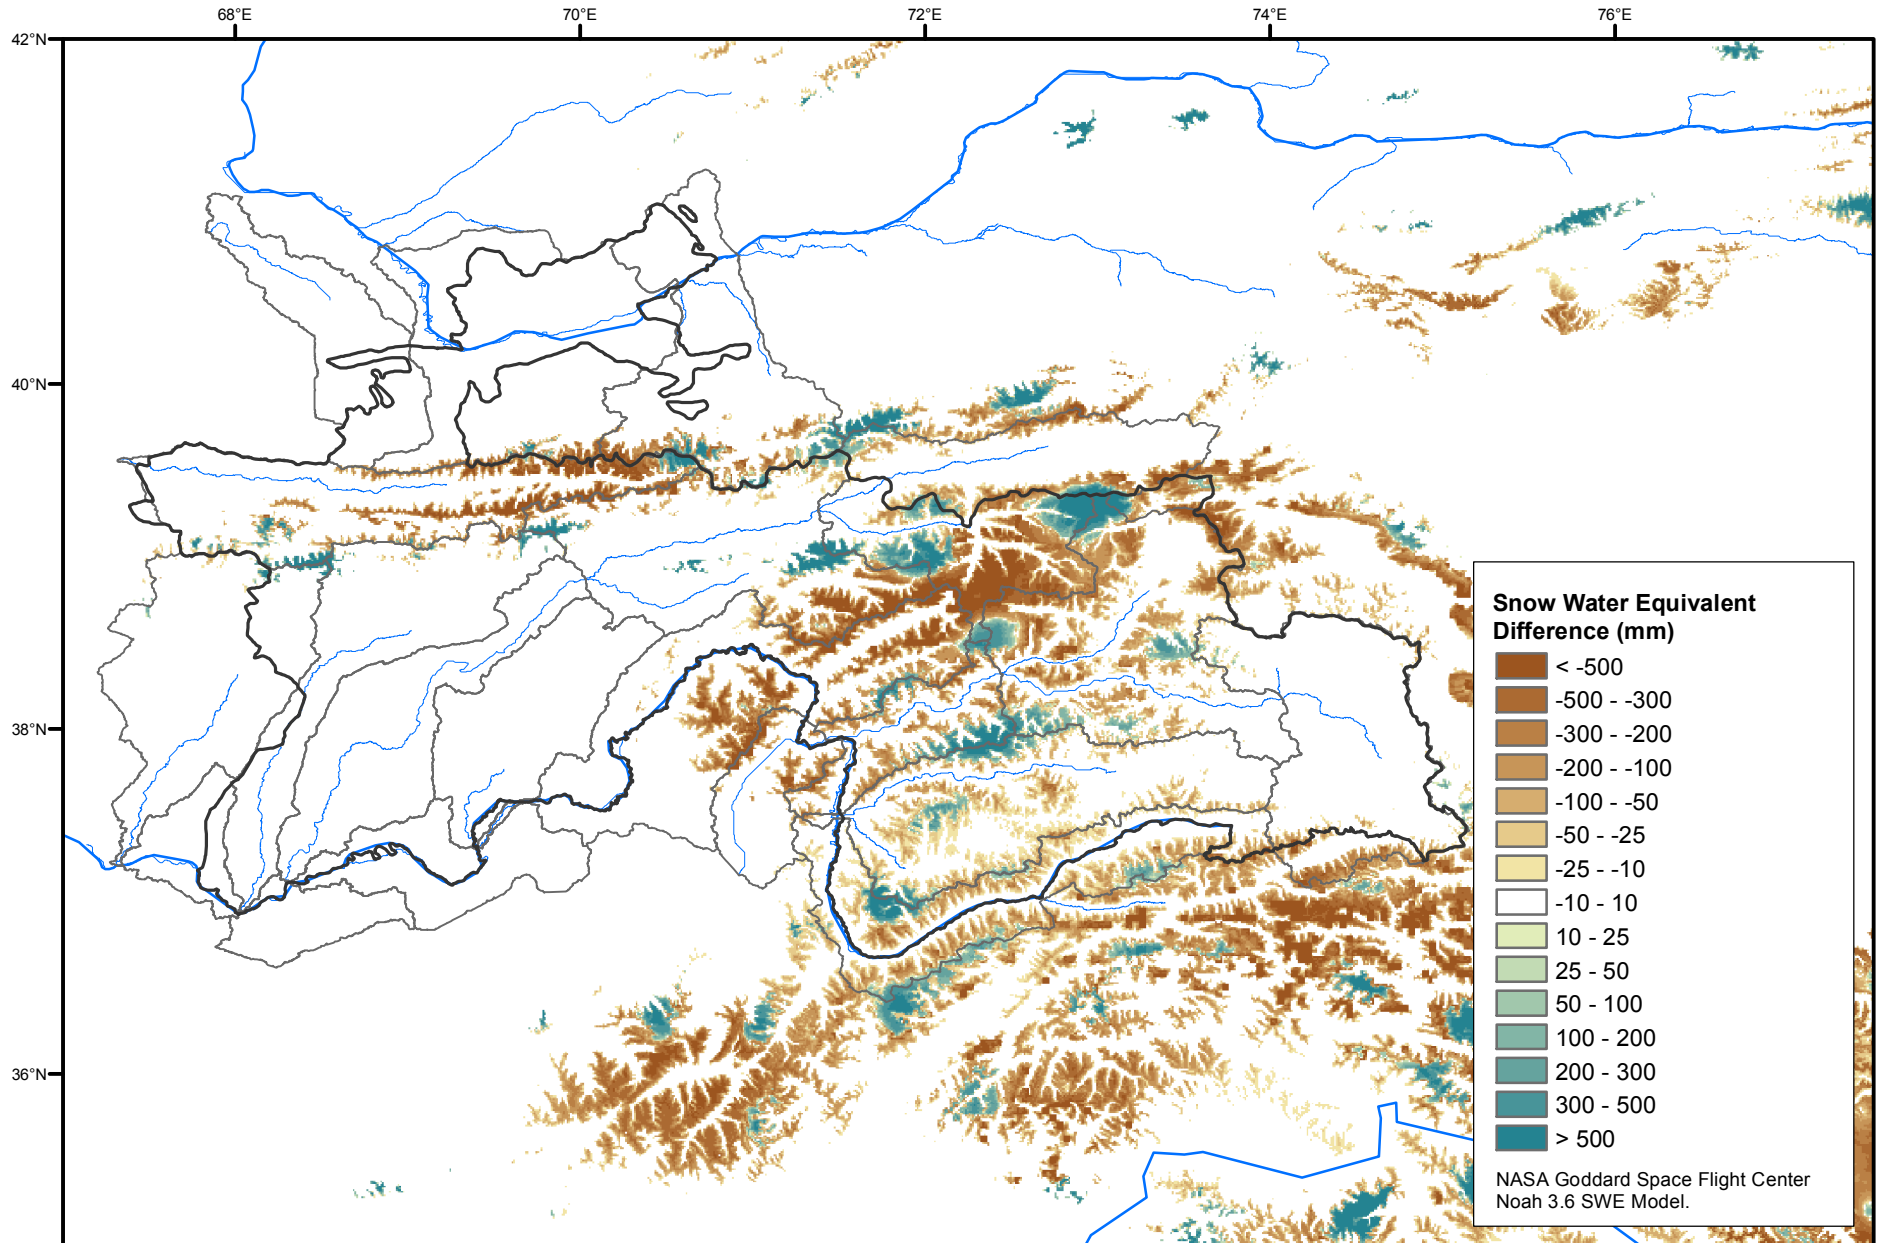 68°E
70°E
72°E
74°E
76°E
42°N
40°N
38°N
36°N
Snow Water Equivalent
Difference (mm)
< -500
-500 - -300
-300 - -200
-200 - -100
-100 - -50
-50 - -25
-25 - -10
-10 - 10
10 - 25
25 - 50
50 - 100
100 - 200
200 - 300
300 - 500
> 500
NASA Goddard Space Flight Center
Noah 3.6 SWE Model.